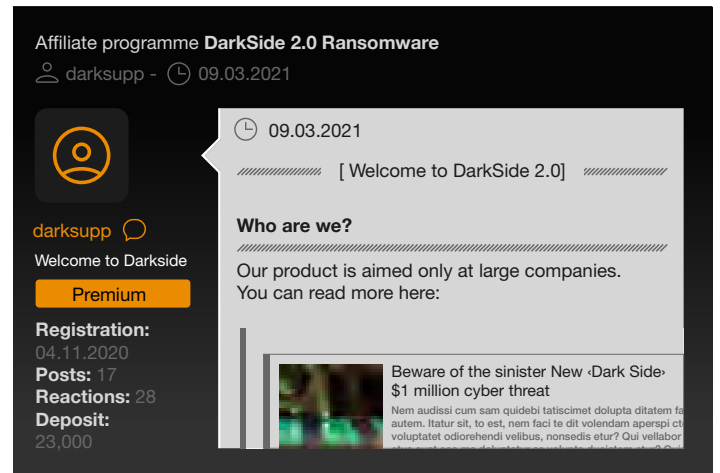 Affiliate programme DarkSide 2.0 Ransomware
darksupp - 09.03.2021
darksupp
Welcome to Darkside
Premium
Registration:
04.11.2020
Posts: 17
Reactions: 28
Deposit:
23,000
09.03.2021
[ Welcome to DarkSide 2.0]
Who are we?
Our product is aimed only at large companies.
You can read more here:
Beware of the sinister New ‹Dark Side›
$1 million cyber threat
Nem audissi cum sam quidebi tatiscimet dolupta ditatem fa
autem. Itatur sit, to est, nem faci te dit volendam aperspi cte
voluptatet odiorehendi velibus, nonsedis etur? Qui vellabor